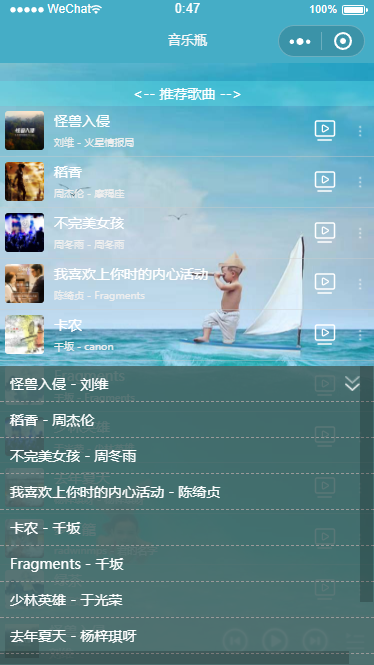 WeChat
0:47
100%
音乐瓶
<-- 推荐歌曲 -->
怪兽入侵
刘维 - 火星情报局
稻香
周杰伦 - 摩羯座
不完美女孩
周冬雨 - 周冬雨
我喜欢上你时的内心活动
陈绮贞 - Fragments
卡农
千坂 - canon
Fragments
怪兽入侵 - 刘维
稻香 - 周杰伦
不完美女孩 - 周冬雨
我喜欢上你时的内心活动 - 陈绮贞
卡农 - 千坂
Fragments - 千坂
少林英雄 - 于光荣
去年夏天 - 杨梓琪呀